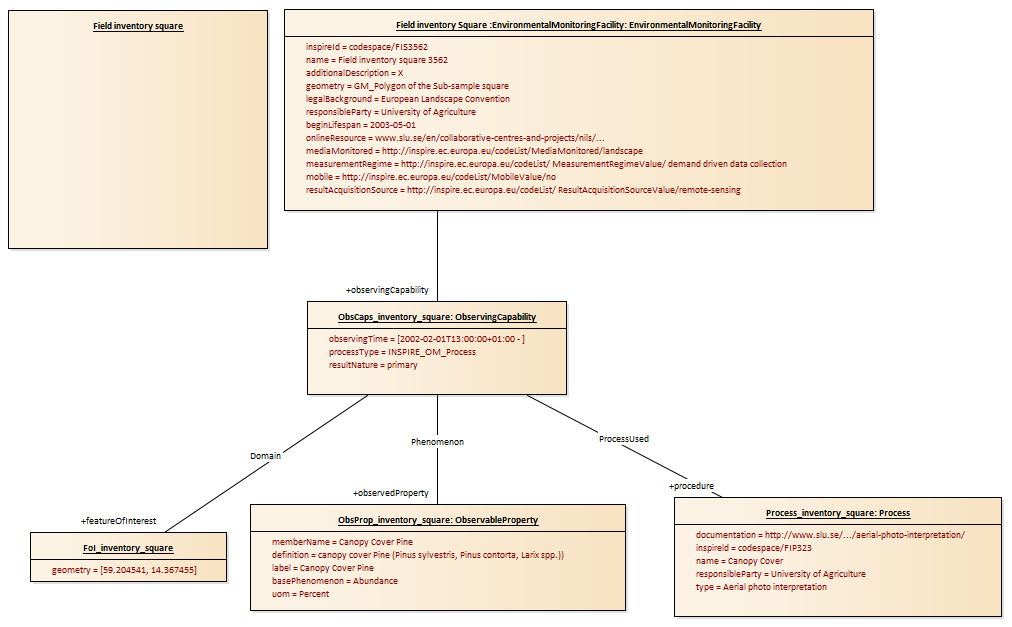 Field inventory square
Field inventory Square :EnvironmentalMonitoringFacility: EnvironmentalMonitoringFacility
inspireId = codespace/FIS3562
name = Field inventory square 3562
additionalDescription = X
geometry = GM_Polygon of the Sub-sample square
legalBackground = European Landscape Convention
responsibleParty = University of Agriculture
beginLifespan = 2003-05-01
onlineResource = www.slu.se/en/collaborative-centres-and-projects/nils/...
mediaMonitored = http://inspire.ec.europa.eu/codeList/MediaMonitored/landscape
measurementRegime = http://inspire.ec.europa.eu/codeList/ MeasurementRegimeValue/ demand driven data collection
mobile = http://inspire.ec.europa.eu/codeList/MobileValue/no
resultAcquisitionSource = http://inspire.ec.europa.eu/codeList/ ResultAcquisitionSourceValue/remote-sensing
+observingCapability
ObsCaps_inventory_square: ObservingCapability
observingTime = [2002-02-01T13:00:00+01:00 - ]
processType = INSPIRE_OM_Process
resultNature = primary
Domain
Phenomenon
ProcessUsed
+featureOfInterest
+observedProperty
+procedure
FoI_inventory_square
geometry = [59.204541, 14.367455]
ObsProp_inventory_square: ObservableProperty
memberName = Canopy Cover Pine
definition = canopy cover Pine (Pinus sylvestris, Pinus contorta, Larix spp.))
label = Canopy Cover Pine
basePhenomenon = Abundance
uom = Percent
Process_inventory_square: Process
documentation = http://www.slu.se/.../aerial-photo-interpretation/
inspireId = codespace/FIP323
name = Canopy Cover
responsibleParty = University of Agriculture
type = Aerial photo interpretation